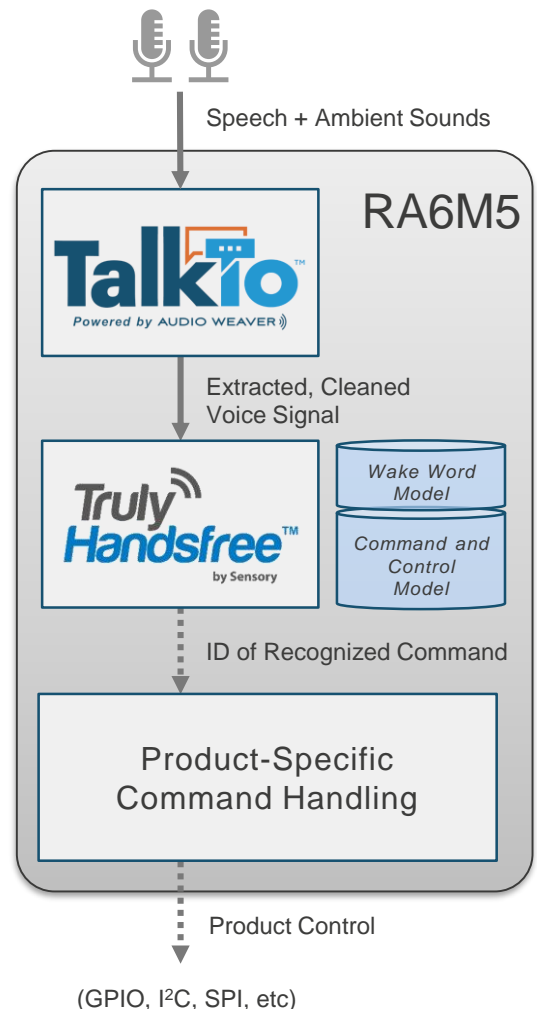 Speech + Ambient Sounds
RA6M5
TalkTo™
Powered by AUDIO WEAVER
Extracted, Cleaned
Voice Signal
Truly
Handsfree™
by Sensory
Wake Word
Model
Command and
Control
Model
ID of Recognized Command
Product-Specific
Command Handling
Product Control
(GPIO, I²C, SPI, etc)